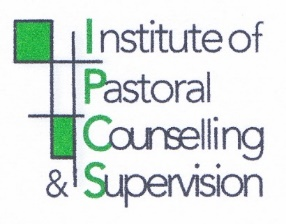 Institute of
Pastoral
Counselling
& Supervision